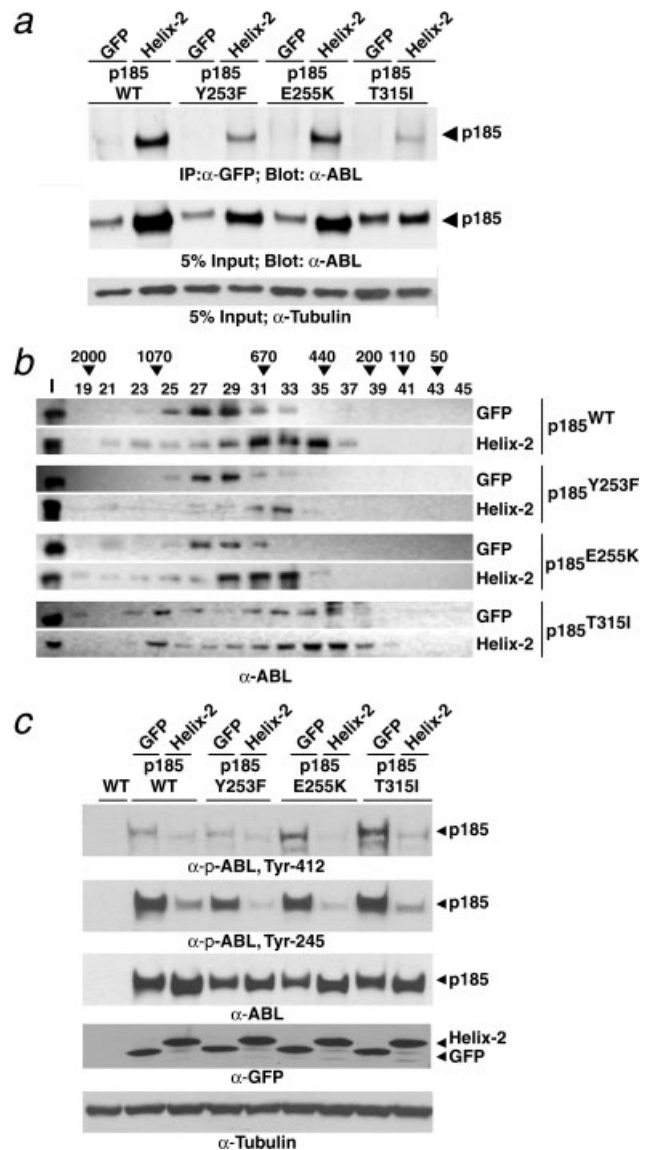 a
GFP Helix-2 GFP Helix-2 GFP Helix-2 GFP Helix-2
p185 p185 p185 p185
WT Y253F E255K T315I
p185
IP:α-GFP; Blot: α-ABL
p185
5% Input; Blot: α-ABL
5% Input; α-Tubulin
b
2000 1070 670 440 200 110 50
I 19 21 23 25 27 29 31 33 35 37 39 41 43 45
GFP
p185WT
Helix-2
GFP
p185Y253F
Helix-2
GFP
p185E255K
Helix-2
GFP
p185T315I
Helix-2
α-ABL
c
GFP Helix-2 GFP Helix-2 GFP Helix-2 GFP Helix-2
p185 p185 p185 p185
WT WT Y253F E255K T315I
p185
α-p-ABL, Tyr-412
p185
α-p-ABL, Tyr-245
p185
α-ABL
Helix-2
GFP
α-GFP
α-Tubulin